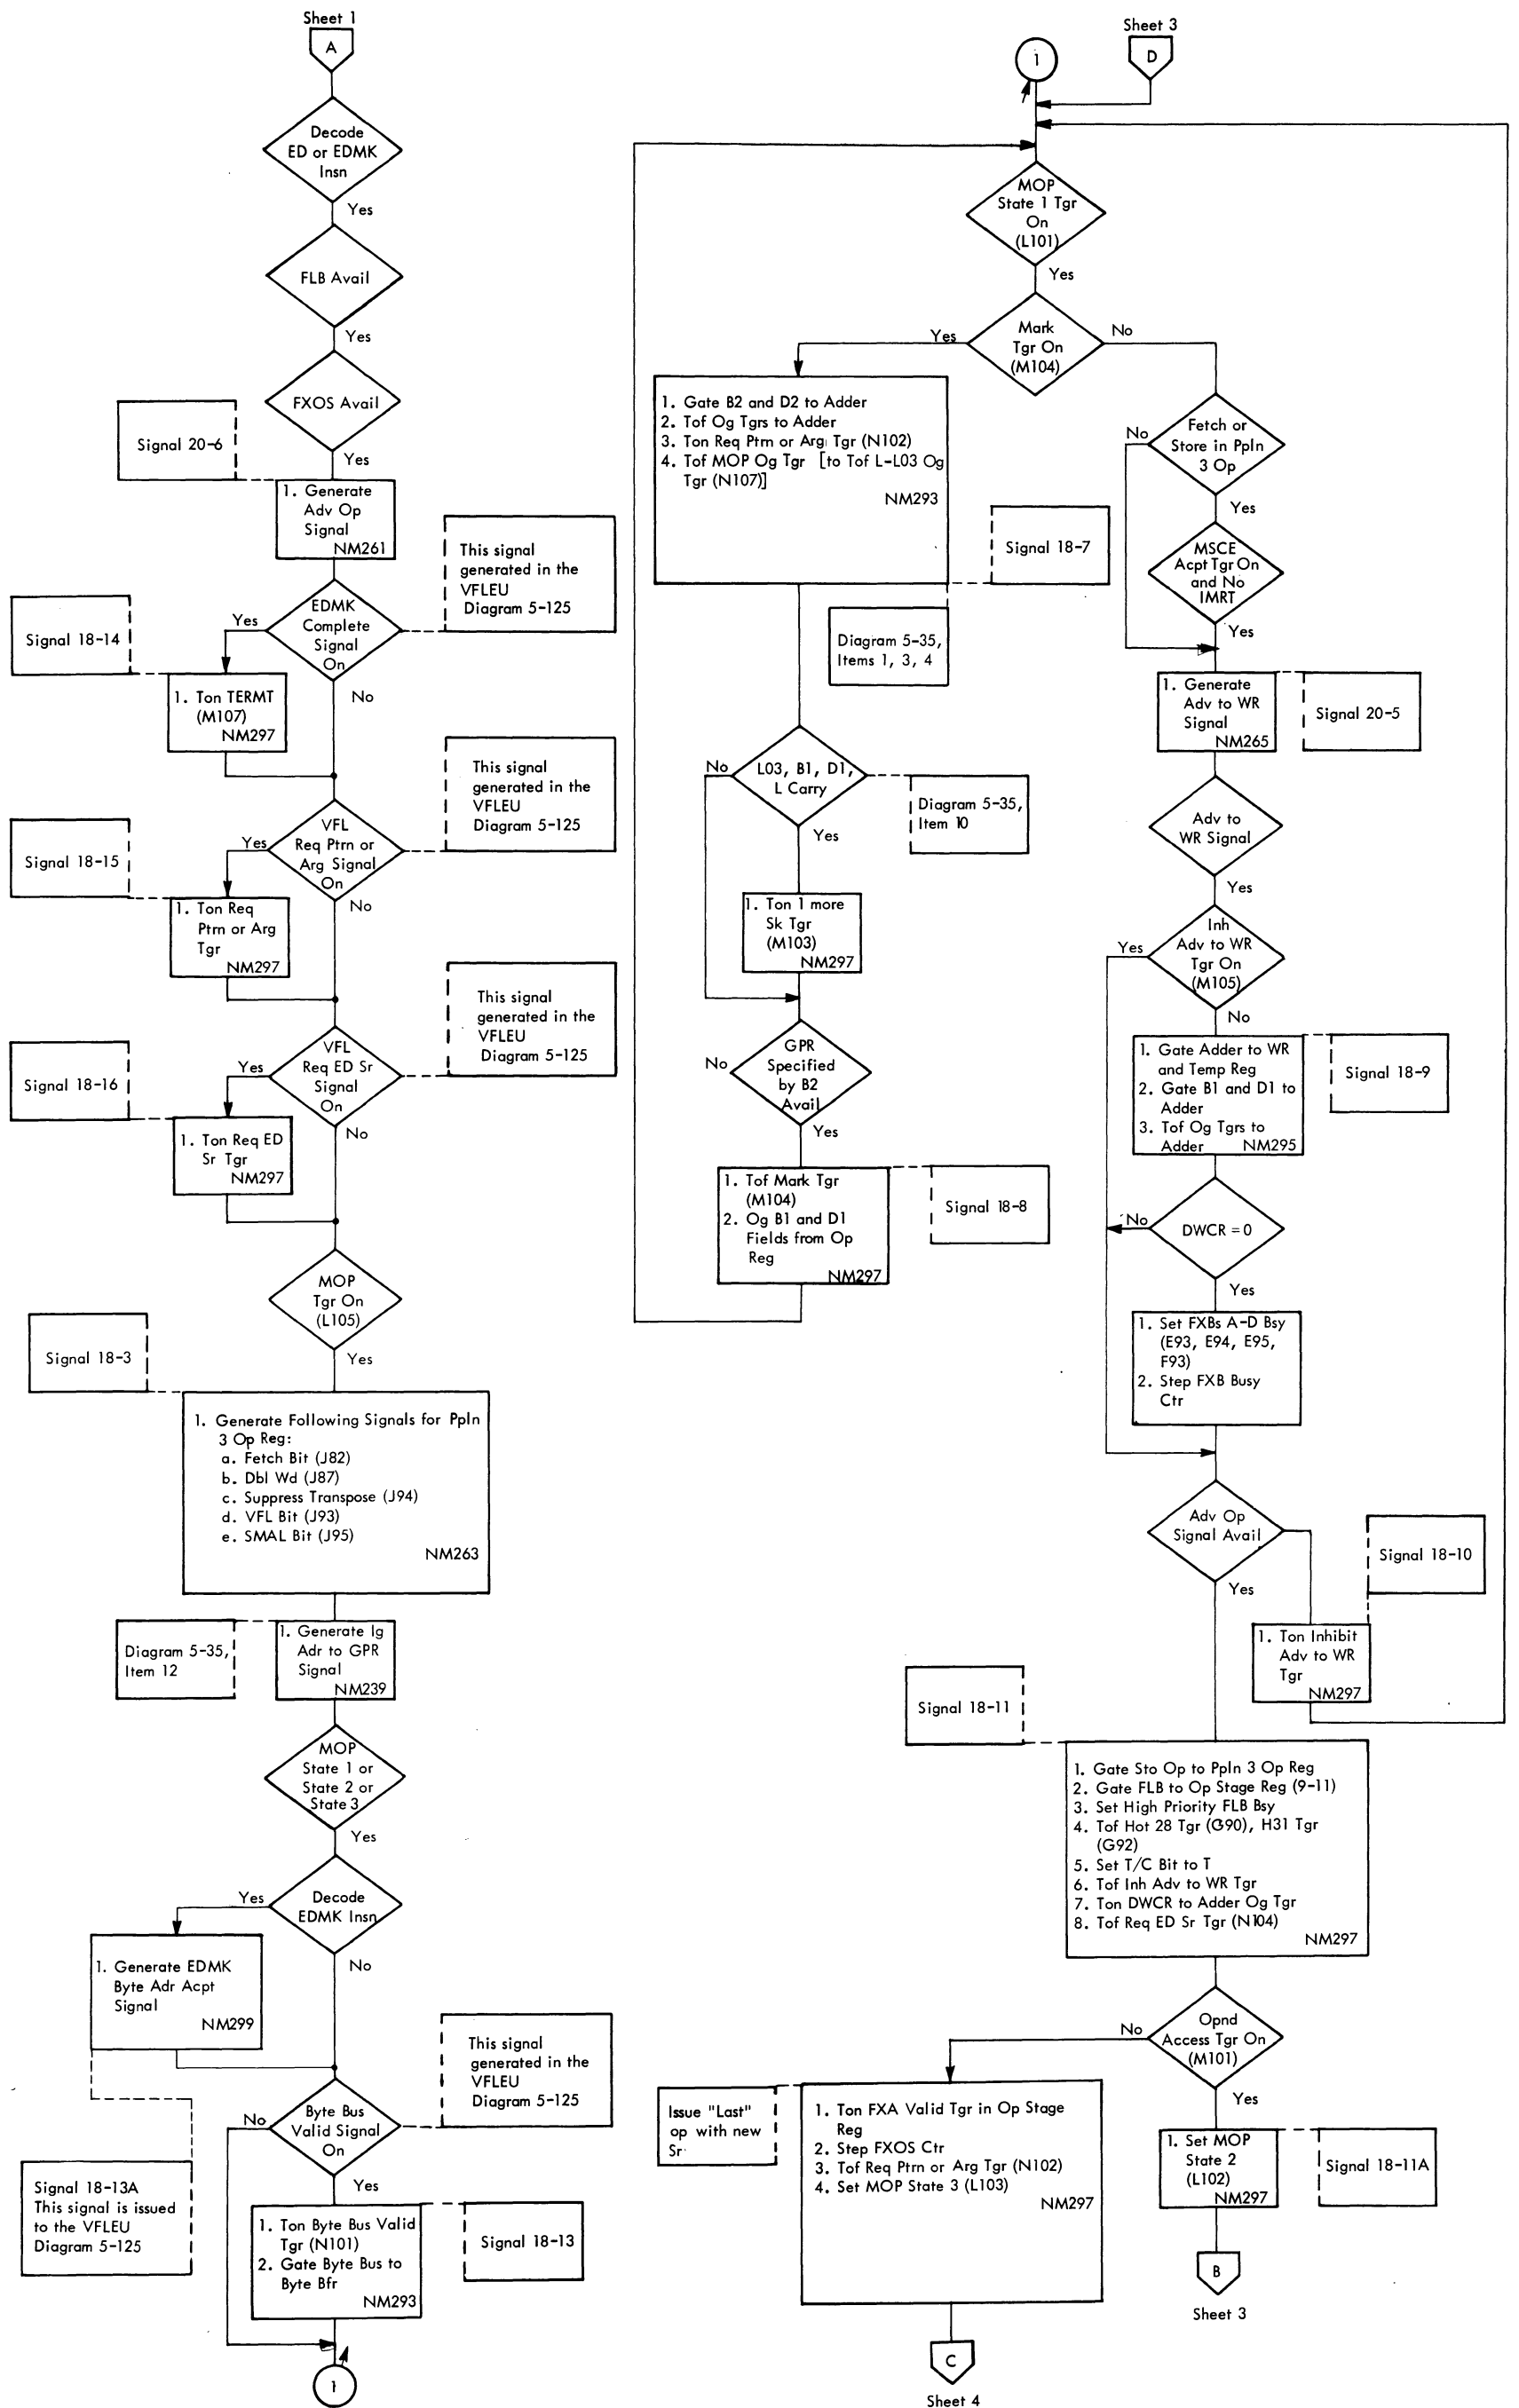 Sheet 1
A
Decode
ED or EDMK
Insn
Yes
FLB Avail
Yes
FXOS Avail
Yes
Signal 20-6
1. Generate
Adv Op
Signal
NM261
This signal
generated in the
VFLEU
Diagram 5-125
EDMK
Complete
Signal
On
Yes
No
Signal 18-14
1. Ton TERMT
(M107)
NM297
This signal
generated in the
VFLEU
Diagram 5-125
VFL
Req Ptrn or
Arg Signal
On
Yes
No
Signal 18-15
1. Ton Req
Ptrn or Arg
Tgr
NM297
This signal
generated in the
VFLEU
Diagram 5-125
VFL
Req ED Sr
Signal
On
Yes
No
Signal 18-16
1. Ton Req ED
Sr Tgr
NM297
MOP
Tgr On
(L105)
Yes
Signal 18-3
1. Generate Following Signals for Ppln
3 Op Reg:
a. Fetch Bit (J82)
b. Dbl Wd (J87)
c. Suppress Transpose (J94)
d. VFL Bit (J93)
e. SMAL Bit (J95)
NM263
Diagram 5-35,
Item 12
1. Generate Ig
Adr to GPR
Signal
NM239
MOP
State 1 or
State 2 or
State 3
Yes
Decode
EDMK Insn
Yes
No
1. Generate EDMK
Byte Adr Acpt
Signal
NM299
This signal
generated in the
VFLEU
Diagram 5-125
Byte Bus
Valid Signal
On
No
Yes
Signal 18-13A
This signal is issued
to the VFLEU
Diagram 5-125
1. Ton Byte Bus Valid
Tgr (N101)
2. Gate Byte Bus to
Byte Bfr
NM293
Signal 18-13
1
1
Sheet 3
D
MOP
State 1 Tgr
On
(L101)
Yes
Mark
Tgr On
(M104)
Yes
No
1. Gate B2 and D2 to Adder
2. Tof Og Tgrs to Adder
3. Ton Req Ptrn or Arg Tgr (N102)
4. Tof MOP Og Tgr [to Tof L-L03 Og
Tgr (N107)]
NM293
Signal 18-7
Diagram 5-35,
Items 1, 3, 4
L03, B1, D1,
L Carry
No
Yes
Diagram 5-35,
Item 10
1. Ton 1 more
Sk Tgr
(M103)
NM297
GPR
Specified
by B2
Avail
No
Yes
1. Tof Mark Tgr
(M104)
2. Og B1 and D1
Fields from Op
Reg
NM297
Signal 18-8
Fetch or
Store in Ppln
3 Op
No
Yes
MSCE
Acpt Tgr On
and No
IMRT
Yes
1. Generate
Adv to WR
Signal
NM265
Signal 20-5
Adv to
WR Signal
Yes
Inh
Adv to WR
Tgr On
(M105)
Yes
No
1. Gate Adder to WR
and Temp Reg
2. Gate B1 and D1 to
Adder
3. Tof Og Tgrs to
Adder NM295
Signal 18-9
DWCR = 0
No
Yes
1. Set FXBs A-D Bsy
(E93, E94, E95,
F93)
2. Step FXB Busy
Ctr
Adv Op
Signal Avail
Yes
Signal 18-10
1. Ton Inhibit
Adv to WR
Tgr
NM297
Signal 18-11
1. Gate Sto Op to Ppln 3 Op Reg
2. Gate FLB to Op Stage Reg (9-11)
3. Set High Priority FLB Bsy
4. Tof Hot 28 Tgr (G90), H31 Tgr
(G92)
5. Set T/C Bit to T
6. Tof Inh Adv to WR Tgr
7. Ton DWCR to Adder Og Tgr
8. Tof Req ED Sr Tgr (N104)
NM297
Opnd
Access Tgr On
(M101)
No
Yes
Issue "Last"
op with new
Sr
1. Ton FXA Valid Tgr in Op Stage
Reg
2. Step FXOS Ctr
3. Tof Req Ptrn or Arg Tgr (N102)
4. Set MOP State 3 (L103)
NM297
1. Set MOP
State 2
(L102)
NM297
Signal 18-11A
B
Sheet 3
C
Sheet 4